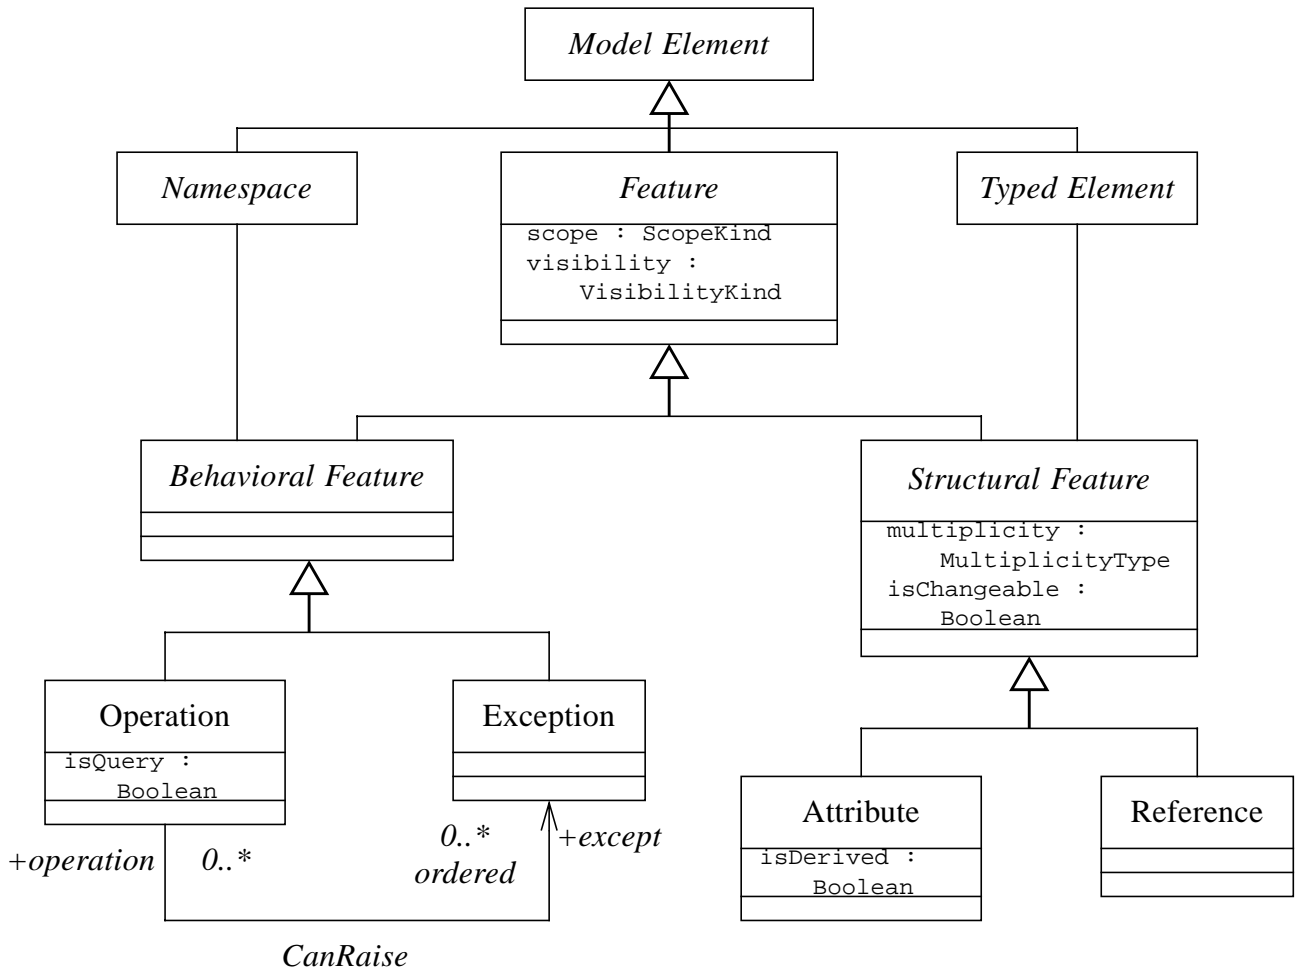 Model Element
Namespace
Feature
Typed Element
scope : ScopeKind
visibility :
VisibilityKind
Behavioral Feature
Structural Feature
multiplicity :
MultiplicityType
isChangeable :
Boolean
Operation
Exception
isQuery :
Boolean
Attribute
Reference
isDerived :
Boolean
+operation
0..*
0..*
ordered
+except
CanRaise